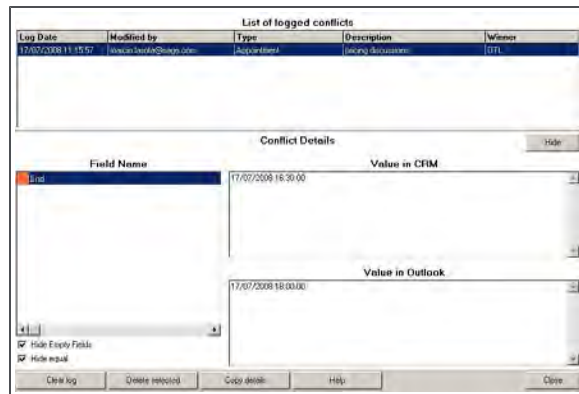 List of logged conflicts
Log Date Modified by Type Description Winner
17/07/2008 11:15:57 Appointment pricing discussions OTL
Conflict Details
Hide
Field Name Value in CRM
End 17/07/2008 16:30:00
Value in Outlook
17/07/2008 18:00:00
Hide Empty Fields
Hide equal
Clear log Delete selected Copy details Help Close